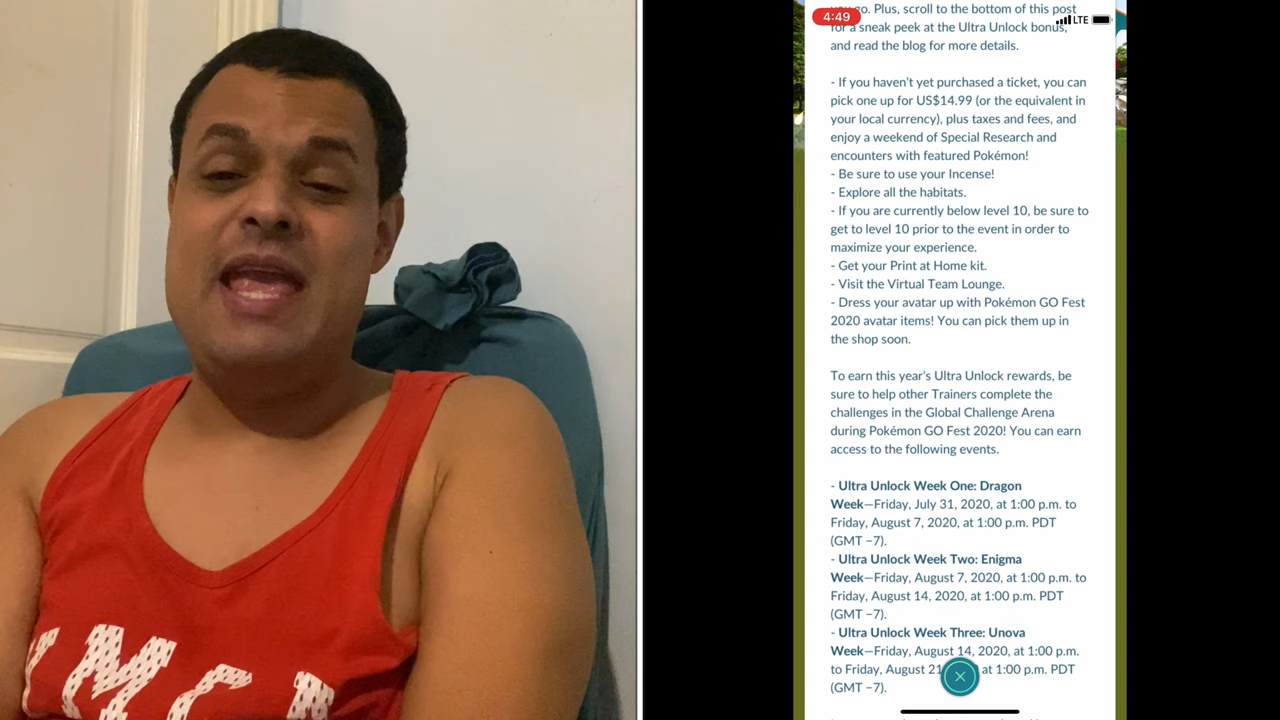 YMCA
you go. Plus, scroll to the bottom of this post
4:49
LTE
for a sneak peek at the Ultra Unlock bonus,
and read the blog for more details.
- If you haven't yet purchased a ticket, you can
pick one up for US$14.99 (or the equivalent in
your local currency), plus taxes and fees, and
enjoy a weekend of Special Research and
encounters with featured Pokémon!
- Be sure to use your Incense!
- Explore all the habitats.
- If you are currently below level 10, be sure to
get to level 10 prior to the event in order to
maximize your experience.
- Get your Print at Home kit.
- Visit the Virtual Team Lounge.
- Dress your avatar up with Pokémon GO Fest
2020 avatar items! You can pick them up in
the shop soon.
To earn this year's Ultra Unlock rewards, be
sure to help other Trainers complete the
challenges in the Global Challenge Arena
during Pokémon GO Fest 2020! You can earn
access to the following events.
- Ultra Unlock Week One: Dragon
Week—Friday, July 31, 2020, at 1:00 p.m. to
Friday, August 7, 2020, at 1:00 p.m. PDT
(GMT −7).
- Ultra Unlock Week Two: Enigma
Week—Friday, August 7, 2020, at 1:00 p.m. to
Friday, August 14, 2020, at 1:00 p.m. PDT
(GMT −7).
- Ultra Unlock Week Three: Unova
Week—Friday, August 14, 2020, at 1:00 p.m.
to Friday, August 21 at 1:00 p.m. PDT
(GMT −7).